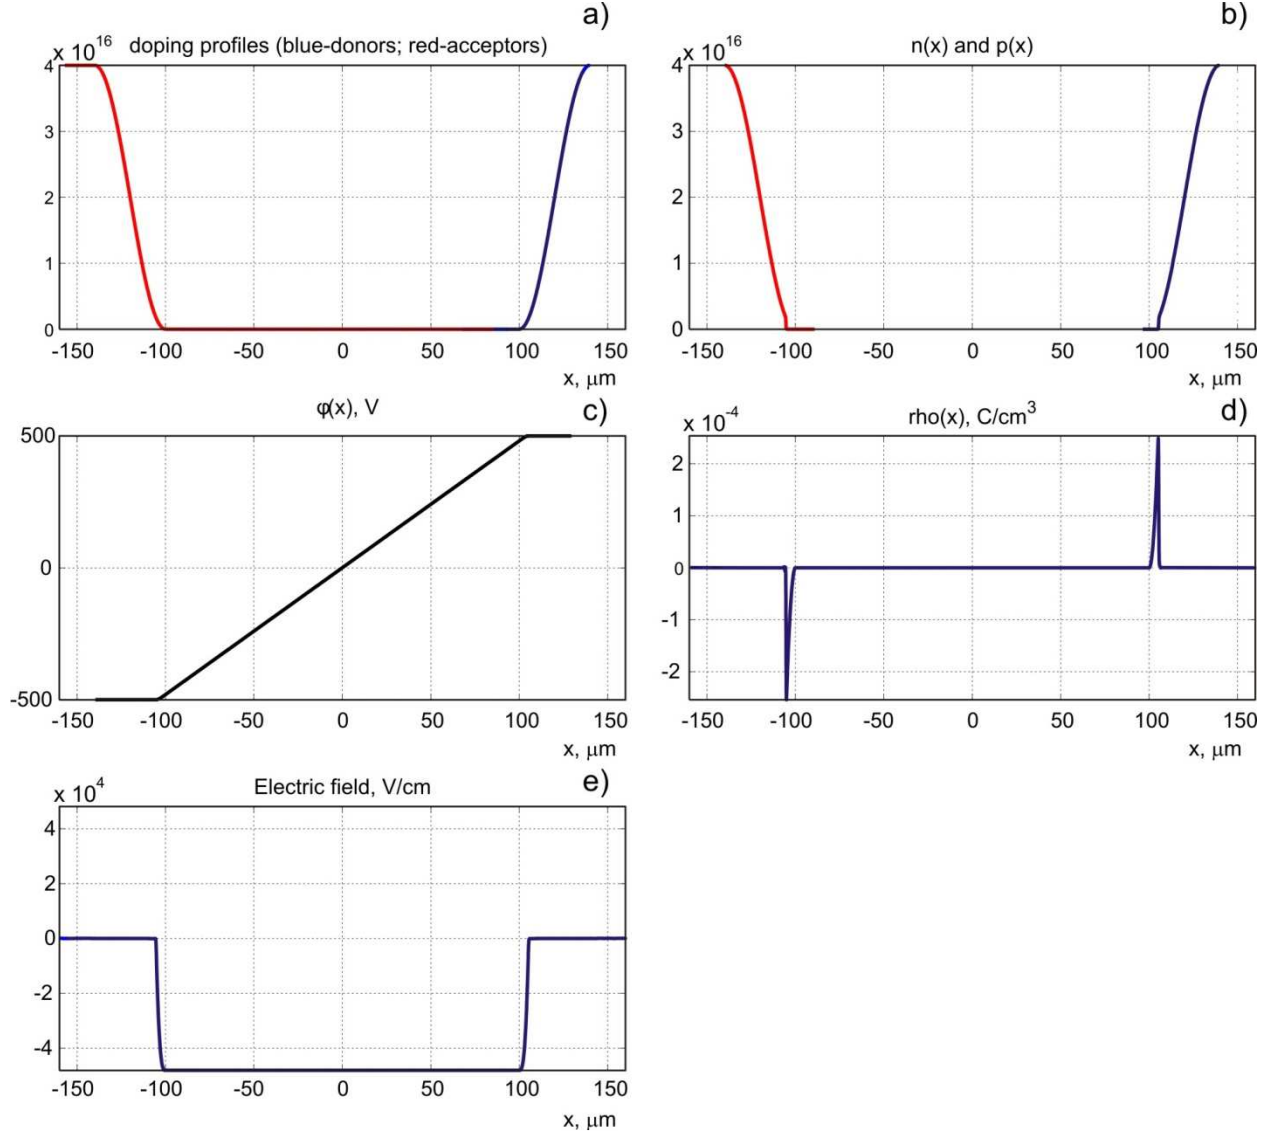 a)
x 10^16
doping profiles (blue-donors; red-acceptors)
4
3
2
1
0
-150 -100 -50 0 50 100 150
x, μm
b)
x 10^16
n(x) and p(x)
4
3
2
1
0
-150 -100 -50 0 50 100 150
x, μm
c)
φ(x), V
500
0
-500
-150 -100 -50 0 50 100 150
x, μm
d)
x 10^-4
rho(x), C/cm^3
2
1
0
-1
-2
-150 -100 -50 0 50 100 150
x, μm
e)
x 10^4
Electric field, V/cm
4
2
0
-2
-4
-150 -100 -50 0 50 100 150
x, μm